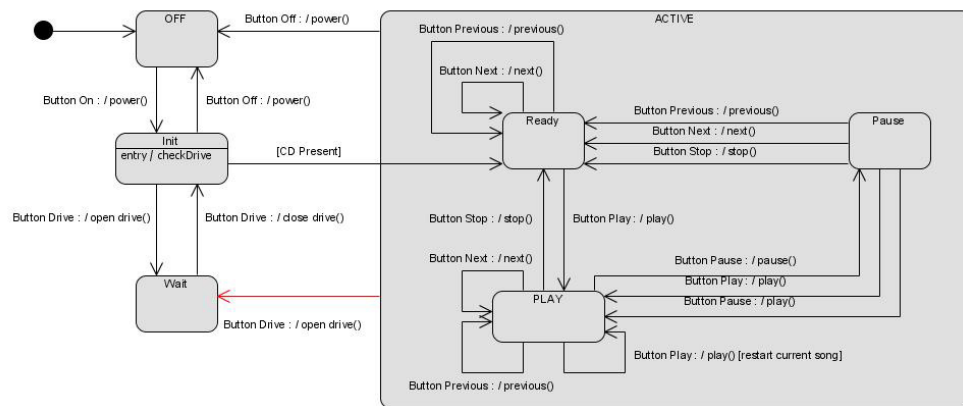 OFF
Button Off : / power()
ACTIVE
Button Previous : / previous()
Button Next : / next()
Button On : / power()
Button Off : / power()
Ready
Button Previous : / previous()
Pause
Button Next : / next()
Init
entry / checkDrive
[CD Present]
Button Stop : / stop()
Button Drive : / open drive()
Button Drive : / close drive()
Button Stop : / stop()
Button Play : / play()
Button Next : / next()
Button Pause : / pause()
Button Play : / play()
Wait
PLAY
Button Pause : / play()
Button Drive : / open drive()
Button Play : / play() [restart current song]
Button Previous : / previous()